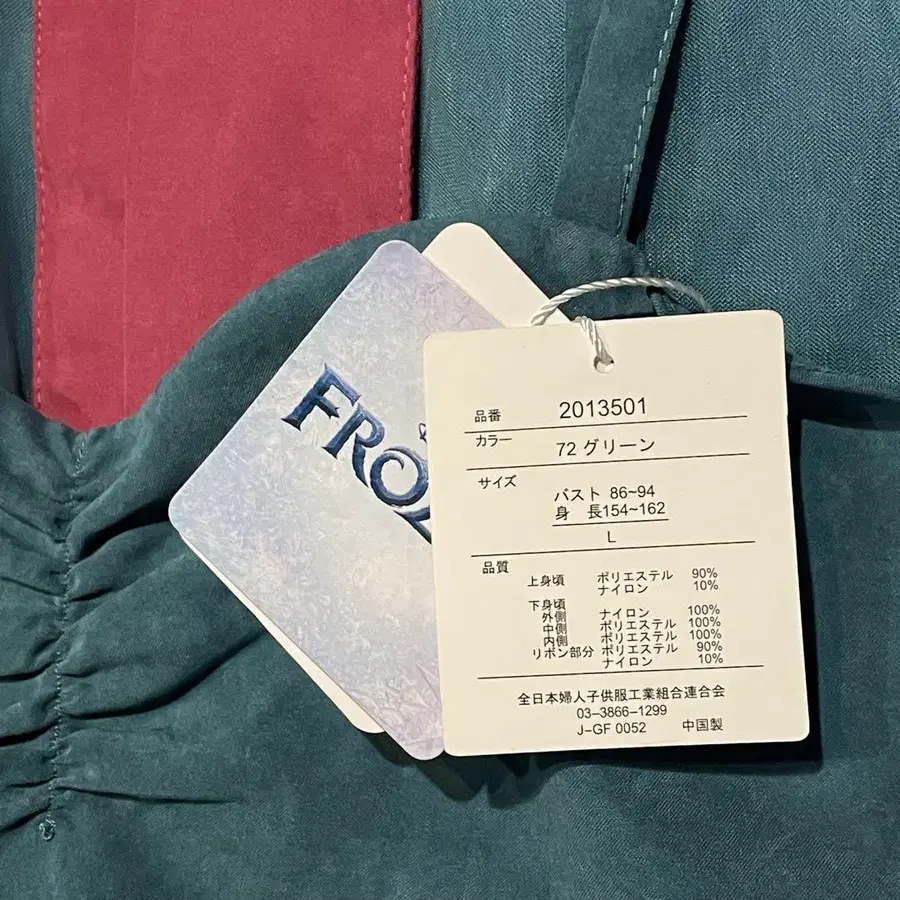 FROZ
品番 2013501
カラー 72 グリーン
サイズ
バスト 86~94
身 長154~162
L
品質
上身頃 ポリエステル 90%
ナイロン 10%
下身頃
外側 ナイロン 100%
中側 ポリエステル 100%
内側 ポリエステル 100%
リボン部分 ポリエステル 90%
ナイロン 10%
全日本婦人子供服工業組合連合会
03-3866-1299
J-GF 0052 中国製